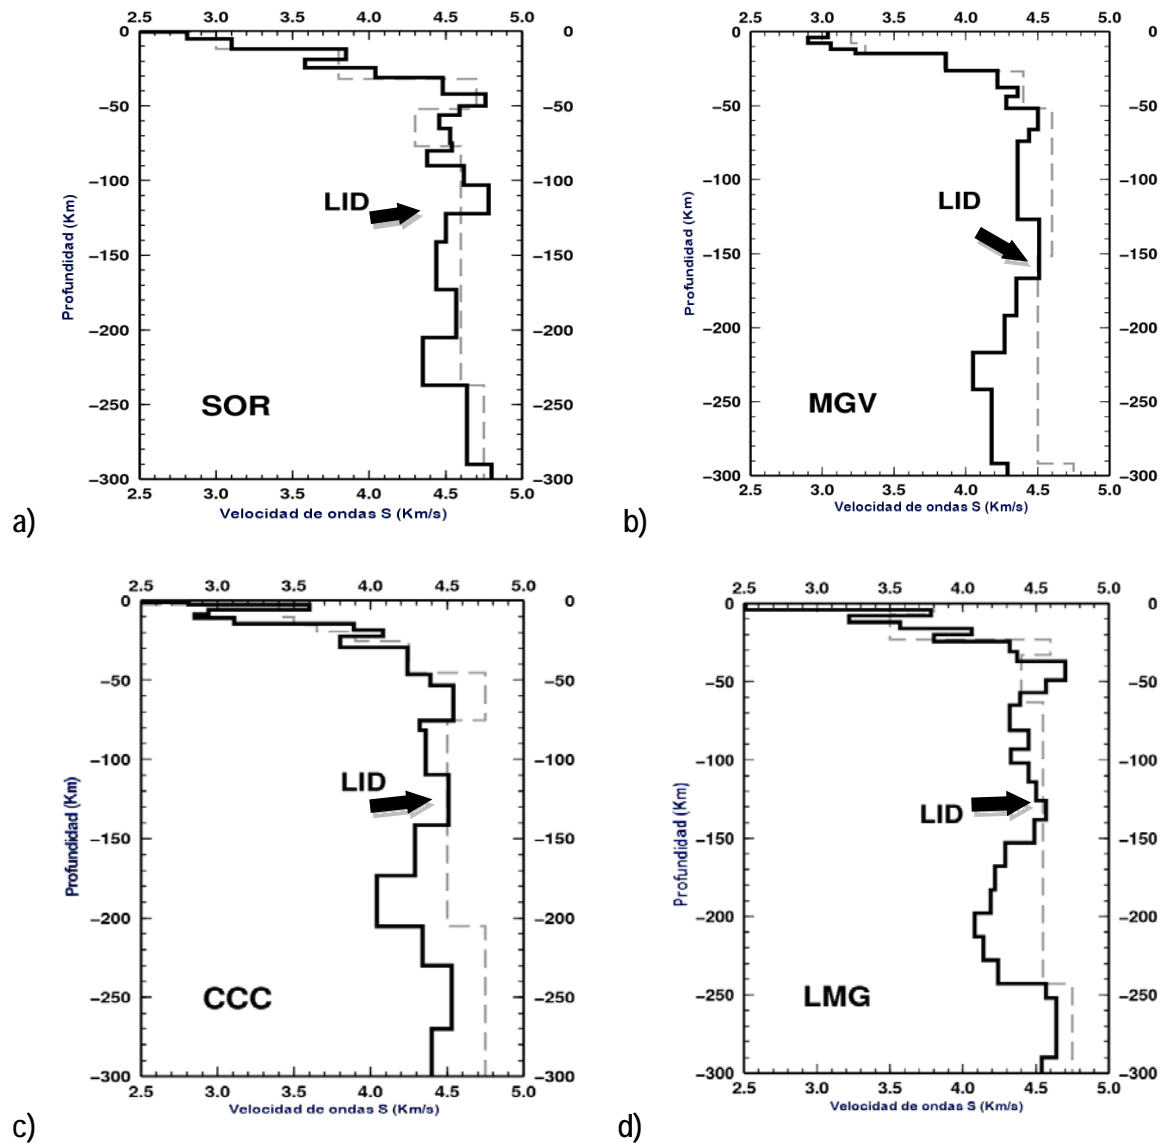 2.5 3.0 3.5 4.0 4.5 5.0
0 0
–50 –50
–100 –100
–150 –150
–200 –200
–250 –250
–300 –300
2.5 3.0 3.5 4.0 4.5 5.0
Profundidad (Km)
LID
SOR
Velocidad de ondas S (Km/s)
a)
2.5 3.0 3.5 4.0 4.5 5.0
0 0
–50 –50
–100 –100
–150 –150
–200 –200
–250 –250
–300 –300
2.5 3.0 3.5 4.0 4.5 5.0
Profundidad (Km)
LID
MGV
Velocidad de ondas S (Km/s)
b)
2.5 3.0 3.5 4.0 4.5 5.0
0 0
–50 –50
–100 –100
–150 –150
–200 –200
–250 –250
–300 –300
2.5 3.0 3.5 4.0 4.5 5.0
Profundidad (Km)
LID
CCC
Velocidad de ondas S (Km/s)
c)
2.5 3.0 3.5 4.0 4.5 5.0
0 0
–50 –50
–100 –100
–150 –150
–200 –200
–250 –250
–300 –300
2.5 3.0 3.5 4.0 4.5 5.0
Profundidad (Km)
LID
LMG
Velocidad de ondas S (Km/s)
d)